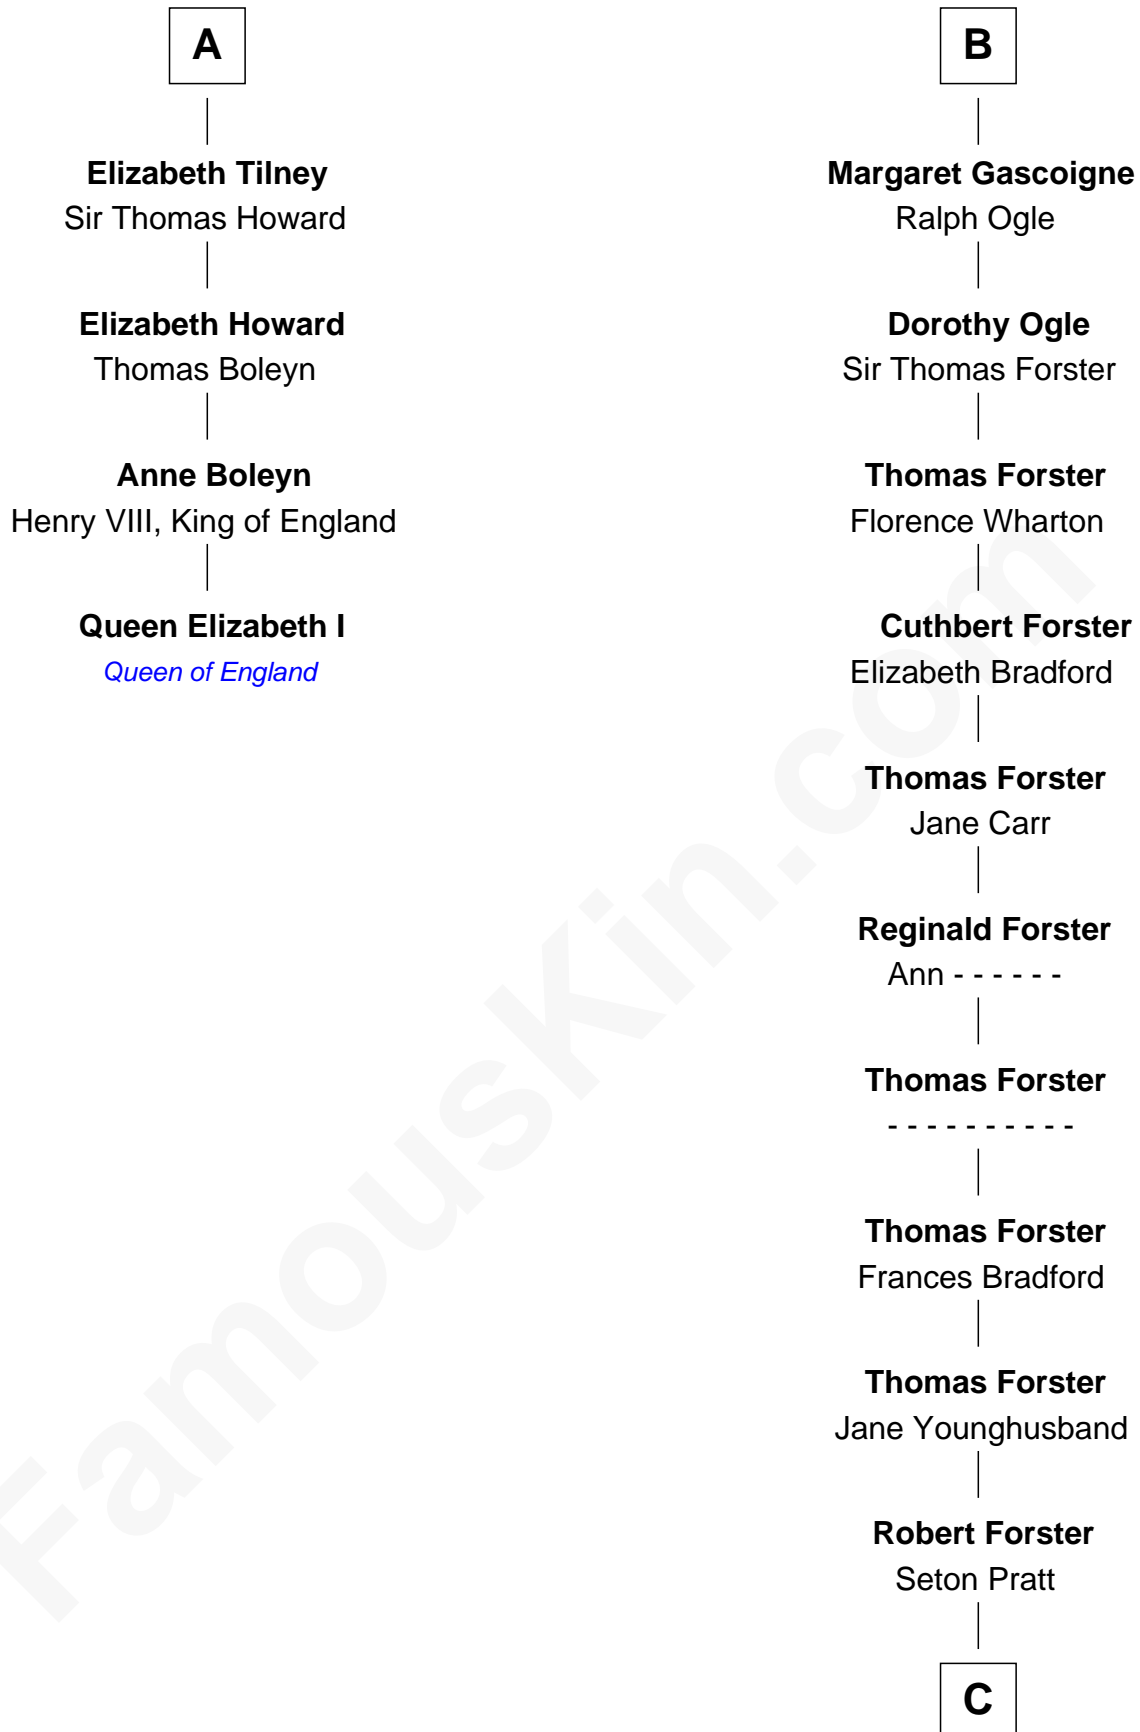 A
Elizabeth Tilney
Sir Thomas Howard
Elizabeth Howard
Thomas Boleyn
Anne Boleyn
Henry VIII, King of England
Queen Elizabeth I
Queen of England
B
Margaret Gascoigne
Ralph Ogle
Dorothy Ogle
Sir Thomas Forster
Thomas Forster
Florence Wharton
Cuthbert Forster
Elizabeth Bradford
Thomas Forster
Jane Carr
Reginald Forster
Ann - - - - - -
Thomas Forster
- - - - - - - - - -
Thomas Forster
Frances Bradford
Thomas Forster
Jane Younghusband
Robert Forster
Seton Pratt
C
FamousKin.com